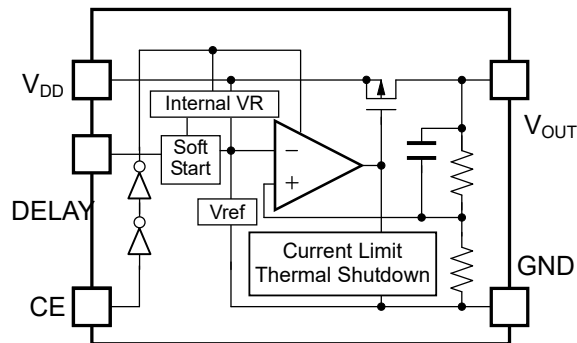 V_DD
Internal VR
Soft
Start
−
+
V_OUT
DELAY
Vref
Current Limit
Thermal Shutdown
GND
CE